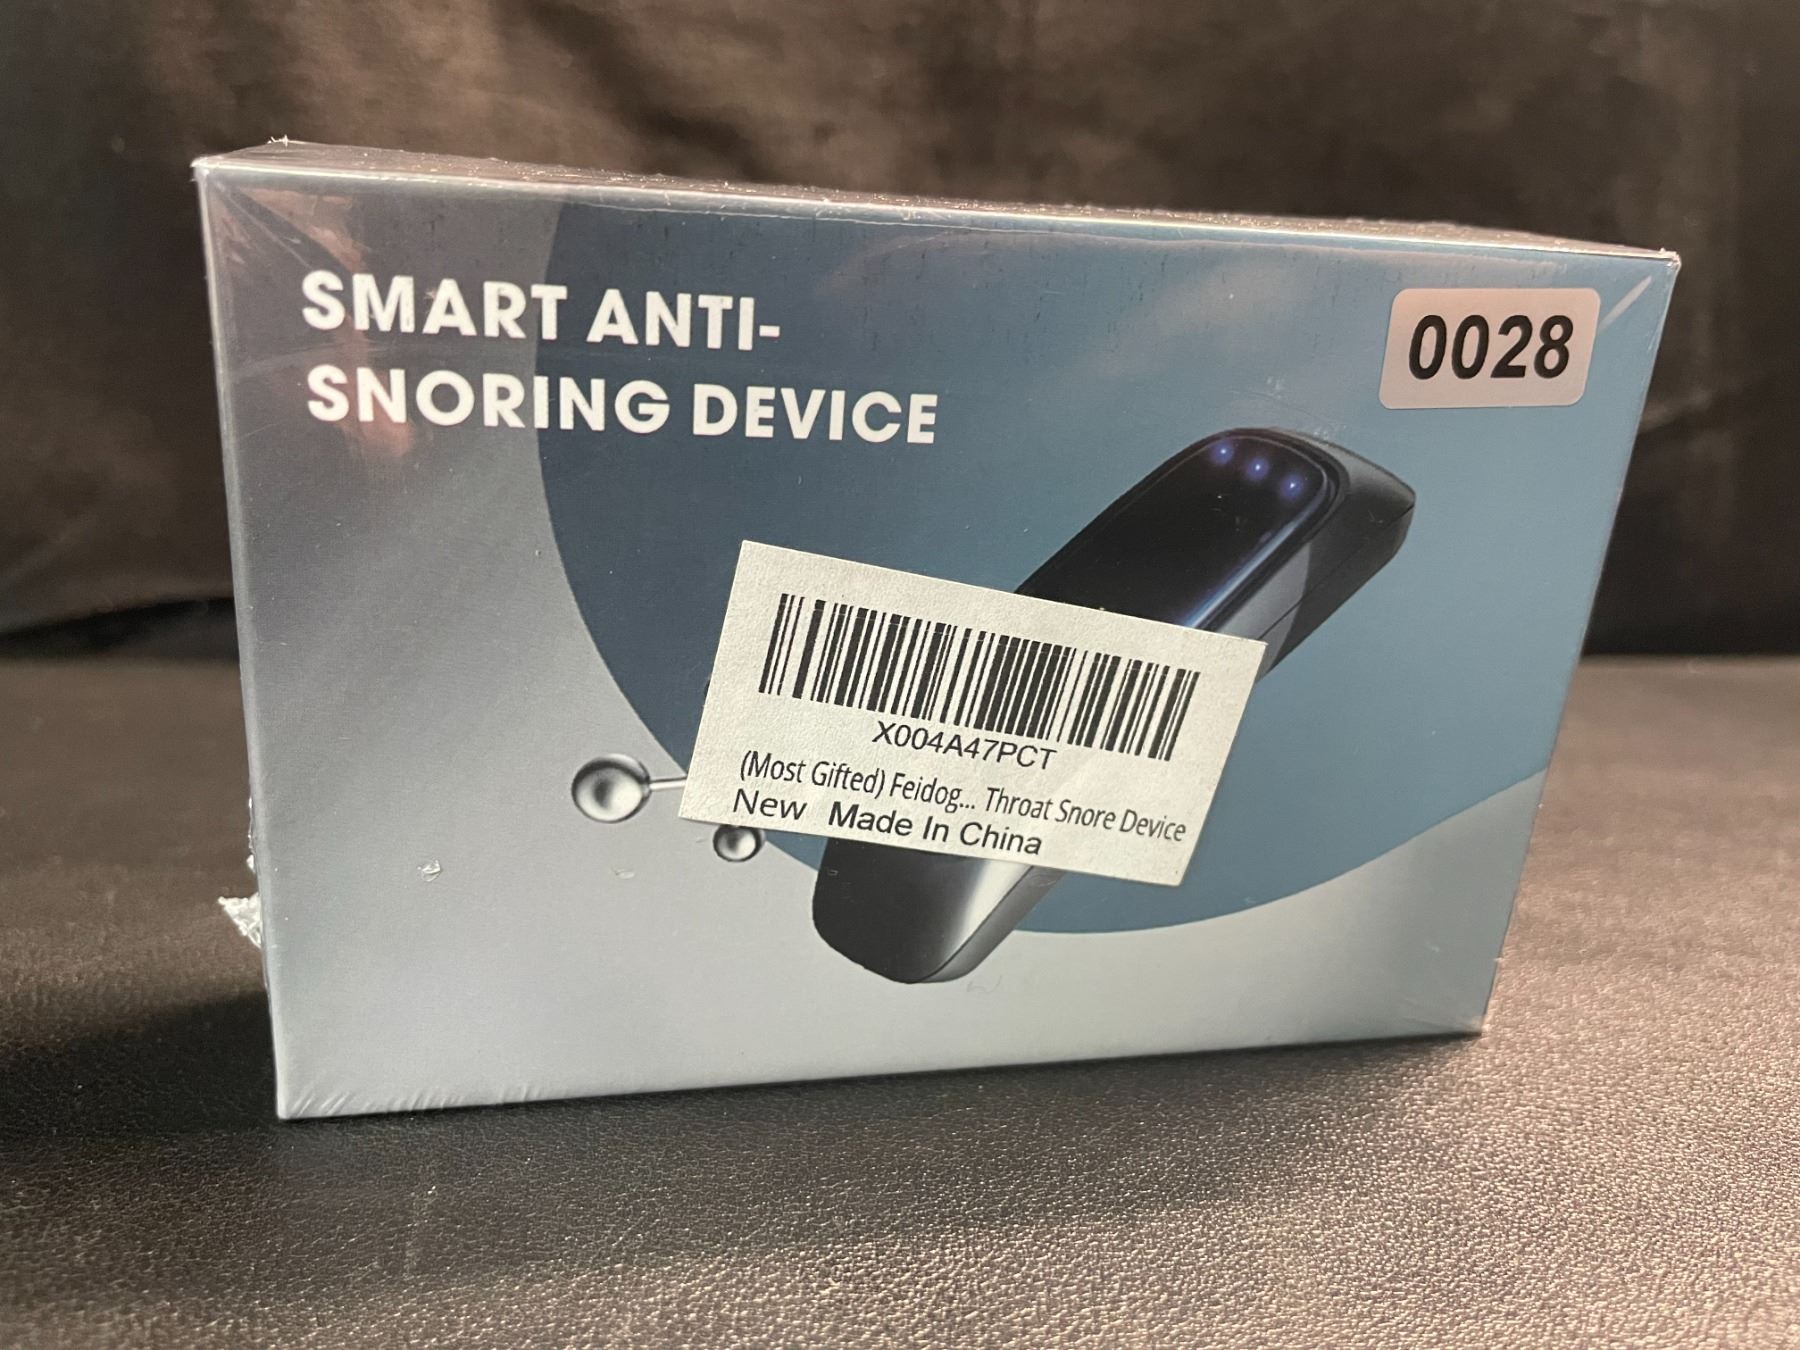 SMART ANTI-
SNORING DEVICE
0028
X004A47PCT
(Most Gifted) Feidog... Throat Snore Device
New Made In China